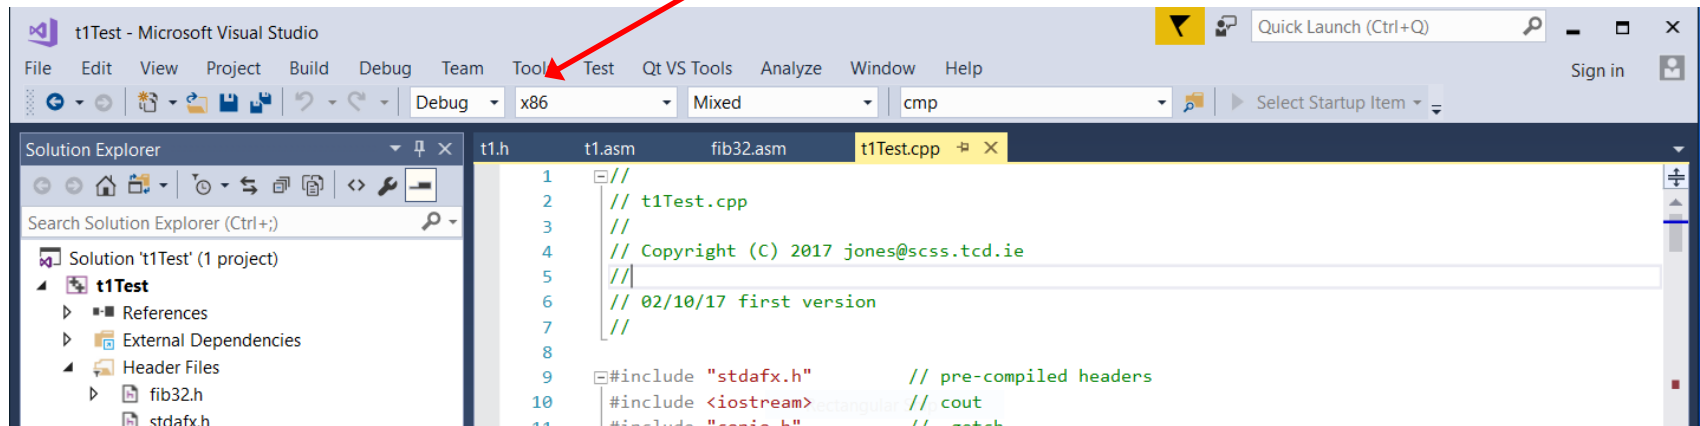 t1Test - Microsoft Visual Studio
Quick Launch (Ctrl+Q)
File Edit View Project Build Debug Team Tools Test Qt VS Tools Analyze Window Help
Sign in
Debug x86 Mixed cmp Select Startup Item
Solution Explorer
t1.h t1.asm fib32.asm t1Test.cpp
Search Solution Explorer (Ctrl+;)
Solution 't1Test' (1 project)
t1Test
References
External Dependencies
Header Files
fib32.h
stdafx.h
1 //
2 // t1Test.cpp
3 //
4 // Copyright (C) 2017 jones@scss.tcd.ie
5 //
6 // 02/10/17 first version
7 //
8
9 #include "stdafx.h" // pre-compiled headers
10 #include <iostream> // cout
11 #include "conio.h" // _getch